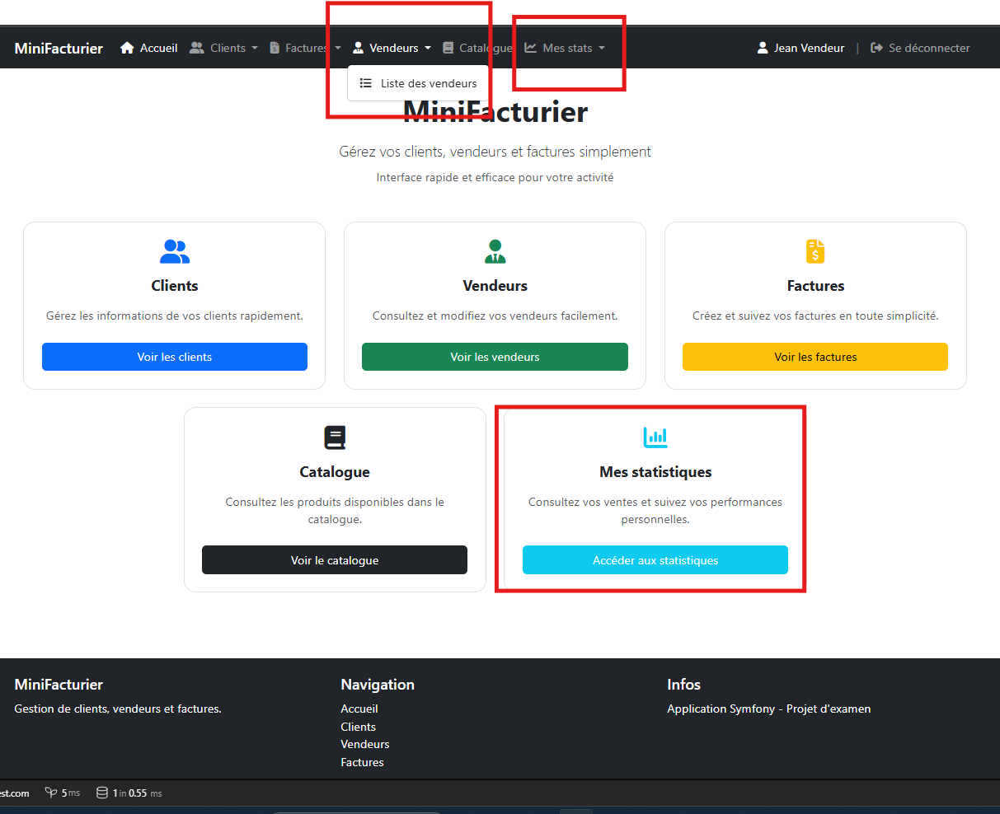 MiniFacturier Accueil Clients Factures Vendeurs Catalogue Mes stats Jean Vendeur | Se déconnecter
Liste des vendeurs
MiniFacturier
Gérez vos clients, vendeurs et factures simplement
Interface rapide et efficace pour votre activité
Clients
Gérez les informations de vos clients rapidement.
Voir les clients
Vendeurs
Consultez et modifiez vos vendeurs facilement.
Voir les vendeurs
Factures
Créez et suivez vos factures en toute simplicité.
Voir les factures
Catalogue
Consultez les produits disponibles dans le
catalogue.
Voir le catalogue
Mes statistiques
Consultez vos ventes et suivez vos performances
personnelles.
Accéder aux statistiques
MiniFacturier
Gestion de clients, vendeurs et factures.
Navigation
Accueil
Clients
Vendeurs
Factures
Infos
Application Symfony - Projet d'examen
est.com 5 ms 1 in 0.55 ms